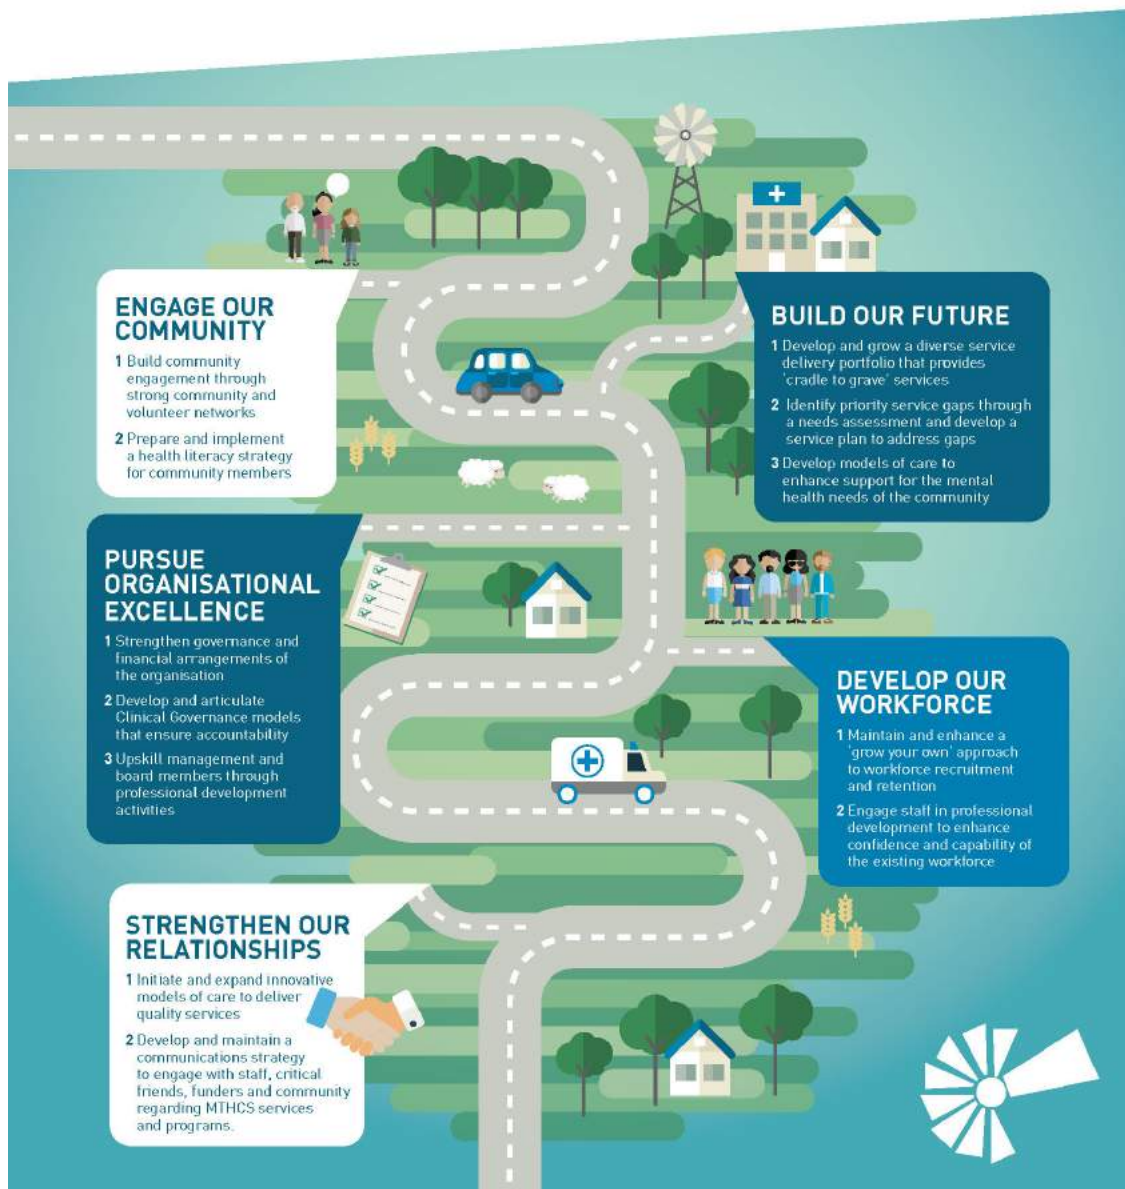 ENGAGE OUR
COMMUNITY
1 Build community
engagement through
strong community and
volunteer networks
2 Prepare and implement
a health literacy strategy
for community members
BUILD OUR FUTURE
1 Develop and grow a diverse service
delivery portfolio that provides
'cradle to grave' services
2 Identify priority service gaps through
a needs assessment and develop a
service plan to address gaps
3 Develop models of care to
enhance support for the mental
health needs of the community
PURSUE
ORGANISATIONAL
EXCELLENCE
1 Strengthen governance and
financial arrangements of
the organisation
2 Develop and articulate
Clinical Governance models
that ensure accountability
3 Upskill management and
board members through
professional development
activities
DEVELOP OUR
WORKFORCE
1 Maintain and enhance a
'grow your own' approach
to workforce recruitment
and retention
2 Engage staff in professional
development to enhance
confidence and capability of
the existing workforce
STRENGTHEN OUR
RELATIONSHIPS
1 Initiate and expand innovative
models of care to deliver
quality services
2 Develop and maintain a
communications strategy
to engage with staff, critical
friends, funders and community
regarding MTHCS services
and programs.